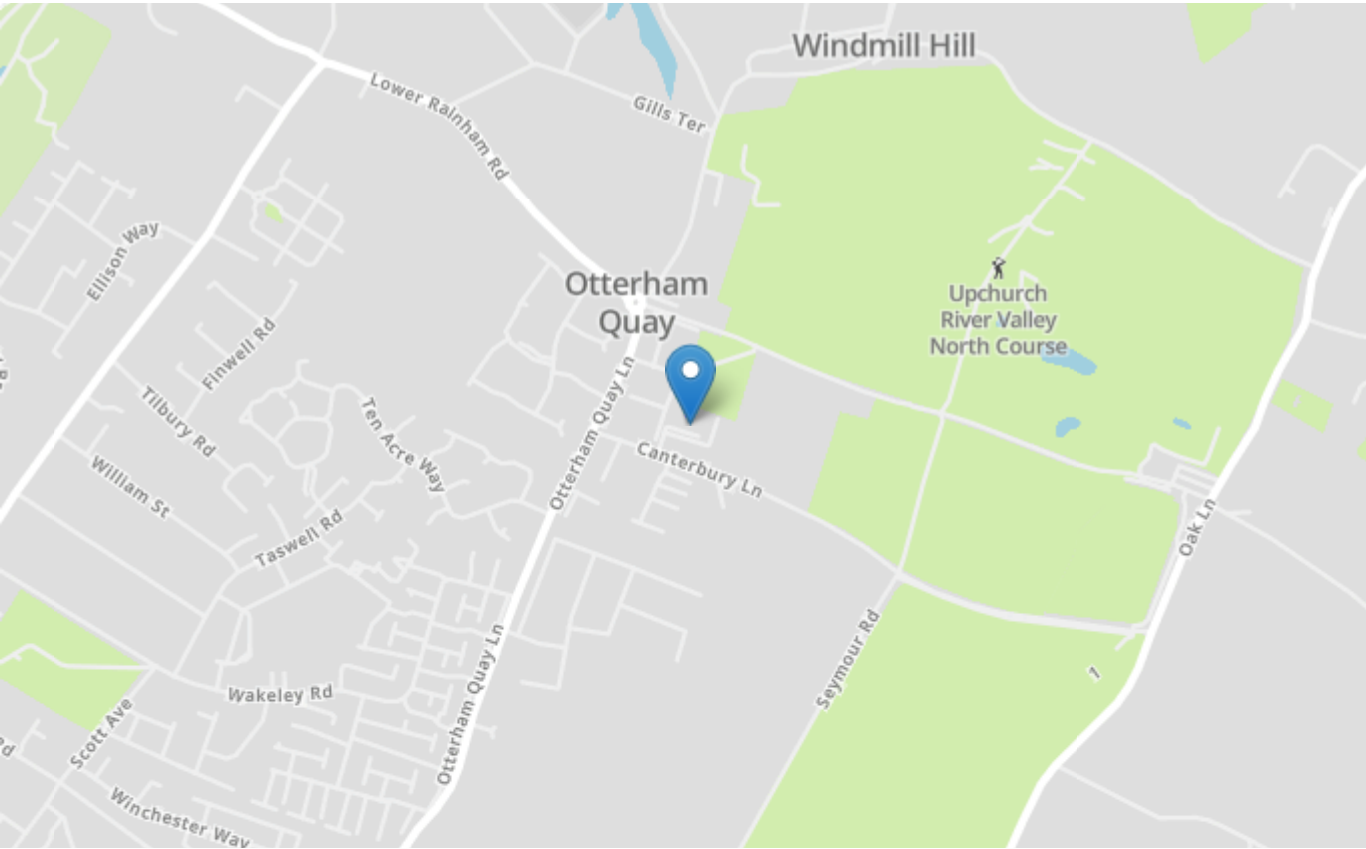 Windmill Hill
Lower Rainham Rd
Gills Ter
Ellison Way
Otterham
Quay
Upchurch
River Valley
North Course
Finwell Rd
Tilbury Rd
Ten Acre Way
Otterham Quay Ln
Canterbury Ln
William St
Taswell Rd
Oak Ln
Seymour Rd
1
Wakeley Rd
Otterham Quay Ln
Scott Ave
Winchester Way